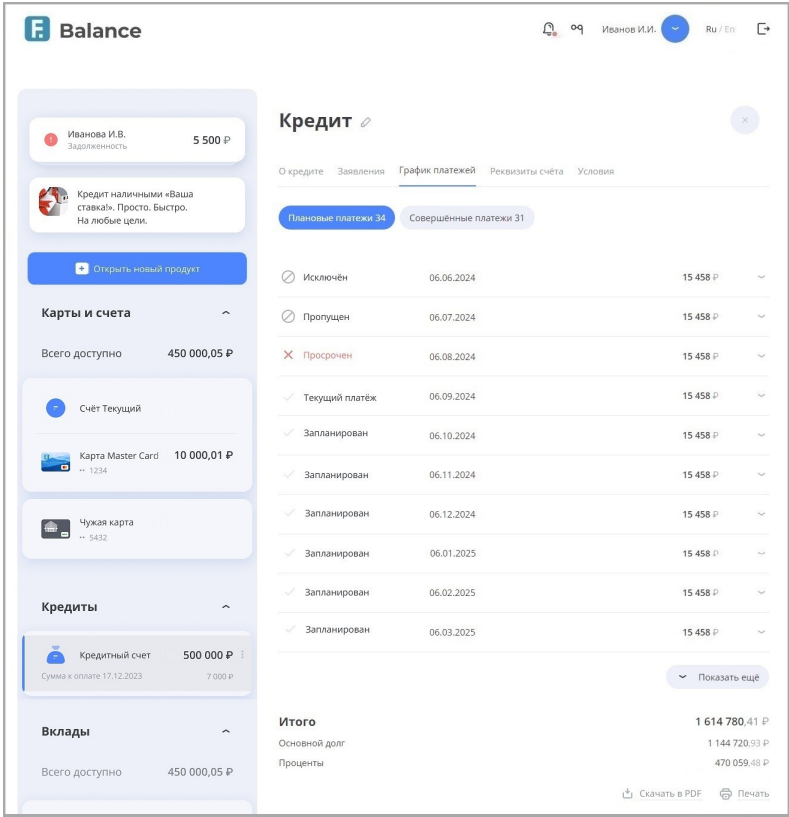 F. Balance
Иванов И.И.
Ru / En
Иванова И.В.
Задолженность
5 500 ₽
Кредит наличными «Ваша
ставка!». Просто. Быстро.
На любые цели.
Открыть новый продукт
Карты и счета
Всего доступно 450 000,05 ₽
Счёт Текущий
Карта Master Card 10 000,01 ₽
•• 1234
Чужая карта
•• 5432
Кредиты
Кредитный счет 500 000 ₽
Сумма к оплате 17.12.2023 7 000 ₽
Вклады
Всего доступно 450 000,05 ₽
Кредит
О кредите Заявления График платежей Реквизиты счёта Условия
Плановые платежи 34 Совершённые платежи 31
Исключён 06.06.2024 15 458 ₽
Пропущен 06.07.2024 15 458 ₽
Просрочен 06.08.2024 15 458 ₽
Текущий платёж 06.09.2024 15 458 ₽
Запланирован 06.10.2024 15 458 ₽
Запланирован 06.11.2024 15 458 ₽
Запланирован 06.12.2024 15 458 ₽
Запланирован 06.01.2025 15 458 ₽
Запланирован 06.02.2025 15 458 ₽
Запланирован 06.03.2025 15 458 ₽
Показать ещё
Итого 1 614 780,41 ₽
Основной долг 1 144 720,93 ₽
Проценты 470 059,48 ₽
Скачать в PDF Печать